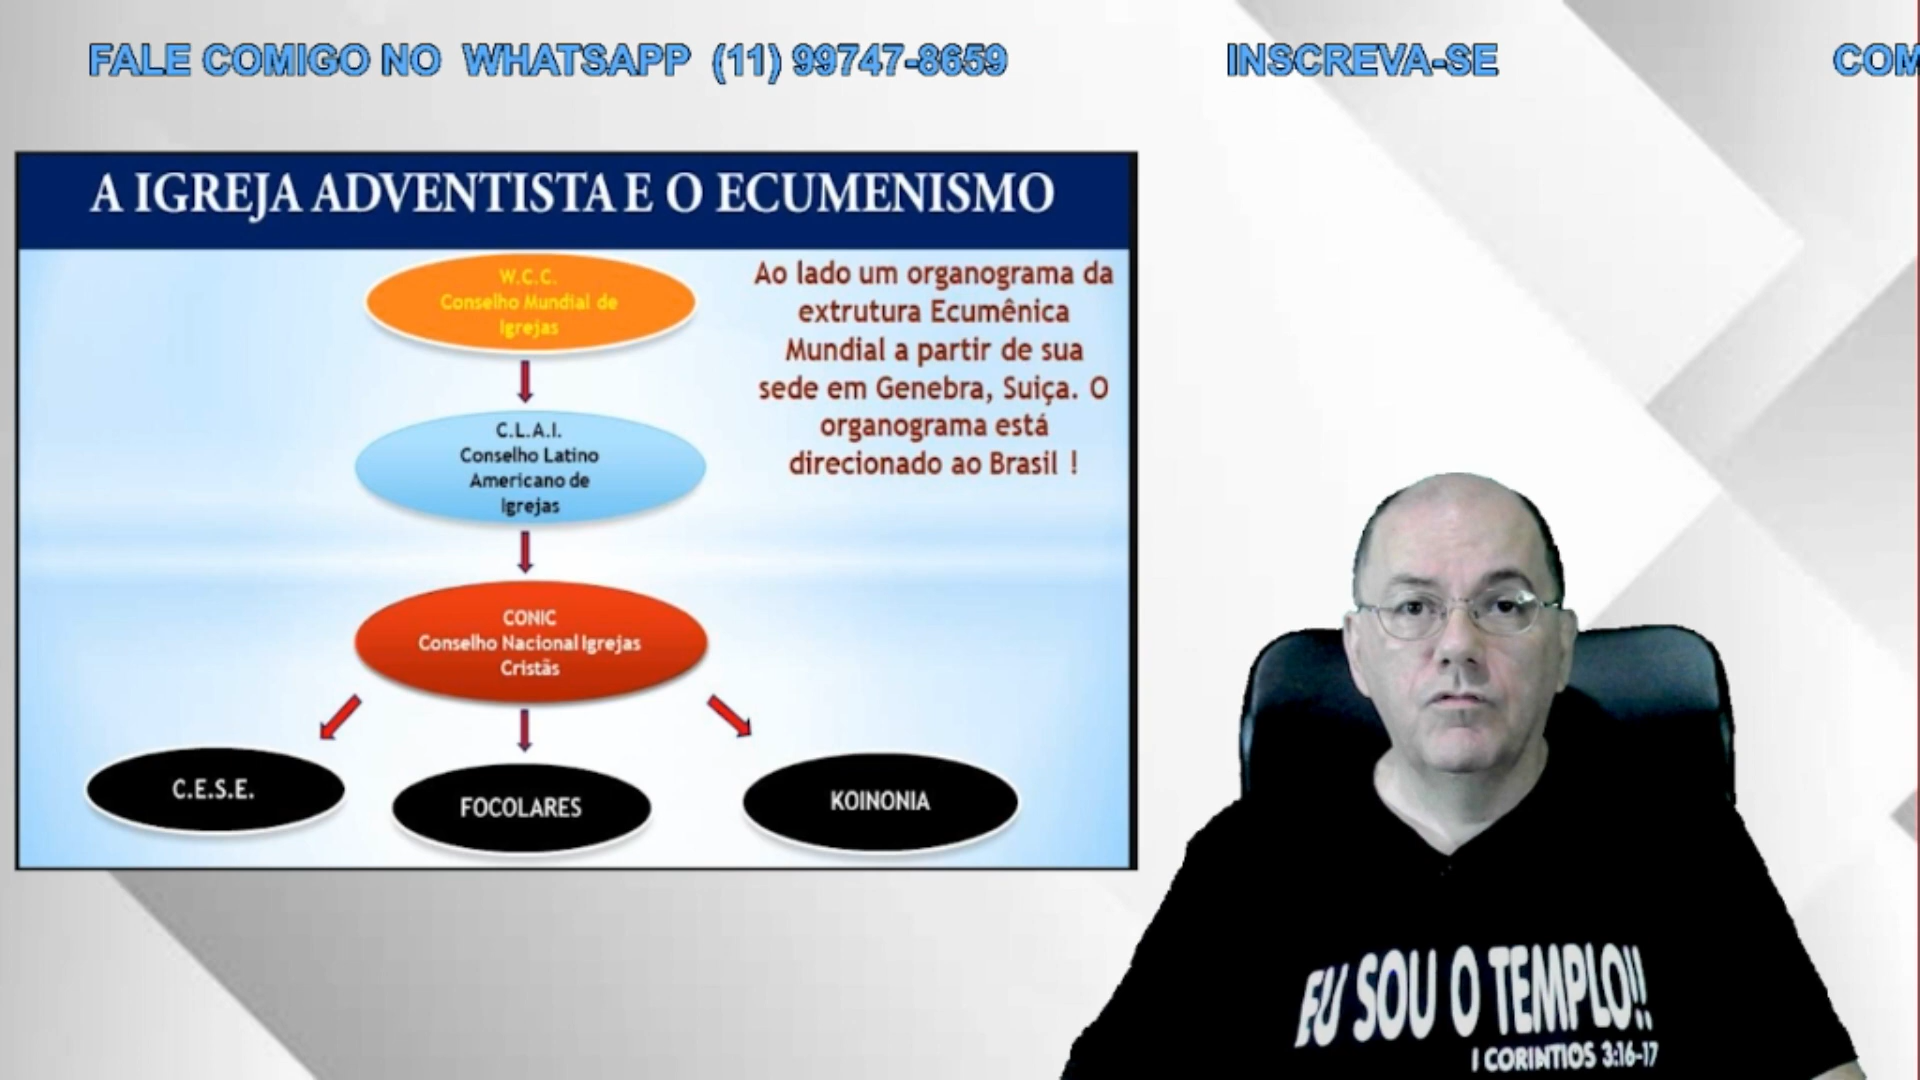 FALE COMIGO NO WHATSAPP (11) 99747-8659 INSCREVA-SE COM
A IGREJA ADVENTISTA E O ECUMENISMO
W.C.C.
Conselho Mundial de
Igrejas
Ao lado um organograma da
extrutura Ecumênica
Mundial a partir de sua
sede em Genebra, Suiça. O
organograma está
direcionado ao Brasil !
C.L.A.I.
Conselho Latino
Americano de
Igrejas
CONIC
Conselho Nacional Igrejas
Cristãs
C.E.S.E.
FOCOLARES
KOINONIA
EU SOU O TEMPLO!!
I CORINTIOS 3:16-17